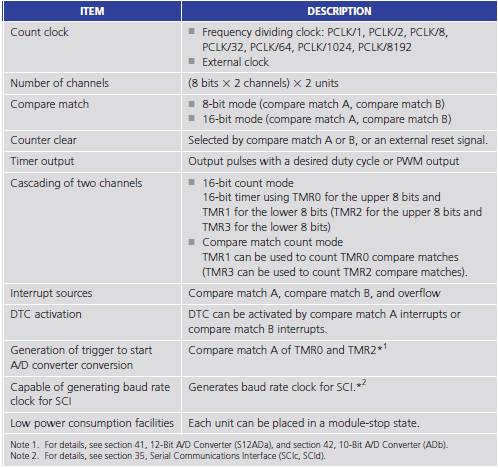 ITEM DESCRIPTION
Count clock ■ Frequency dividing clock: PCLK/1, PCLK/2, PCLK/8,
PCLK/32, PCLK/64, PCLK/1024, PCLK/8192
■ External clock
Number of channels (8 bits × 2 channels) × 2 units
Compare match ■ 8-bit mode (compare match A, compare match B)
■ 16-bit mode (compare match A, compare match B)
Counter clear Selected by compare match A or B, or an external reset signal.
Timer output Output pulses with a desired duty cycle or PWM output
Cascading of two channels ■ 16-bit count mode
16-bit timer using TMR0 for the upper 8 bits and
TMR1 for the lower 8 bits (TMR2 for the upper 8 bits and
TMR3 for the lower 8 bits)
■ Compare match count mode
TMR1 can be used to count TMR0 compare matches
(TMR3 can be used to count TMR2 compare matches).
Interrupt sources Compare match A, compare match B, and overflow
DTC activation DTC can be activated by compare match A interrupts or
compare match B interrupts.
Generation of trigger to start Compare match A of TMR0 and TMR2*1
A/D converter conversion
Capable of generating baud rate Generates baud rate clock for SCI.*2
clock for SCI
Low power consumption facilities Each unit can be placed in a module-stop state.
Note 1. For details, see section 41, 12-Bit A/D Converter (S12ADa), and section 42, 10-Bit A/D Converter (ADb).
Note 2. For details, see section 35, Serial Communications Interface (SCIc, SCId).